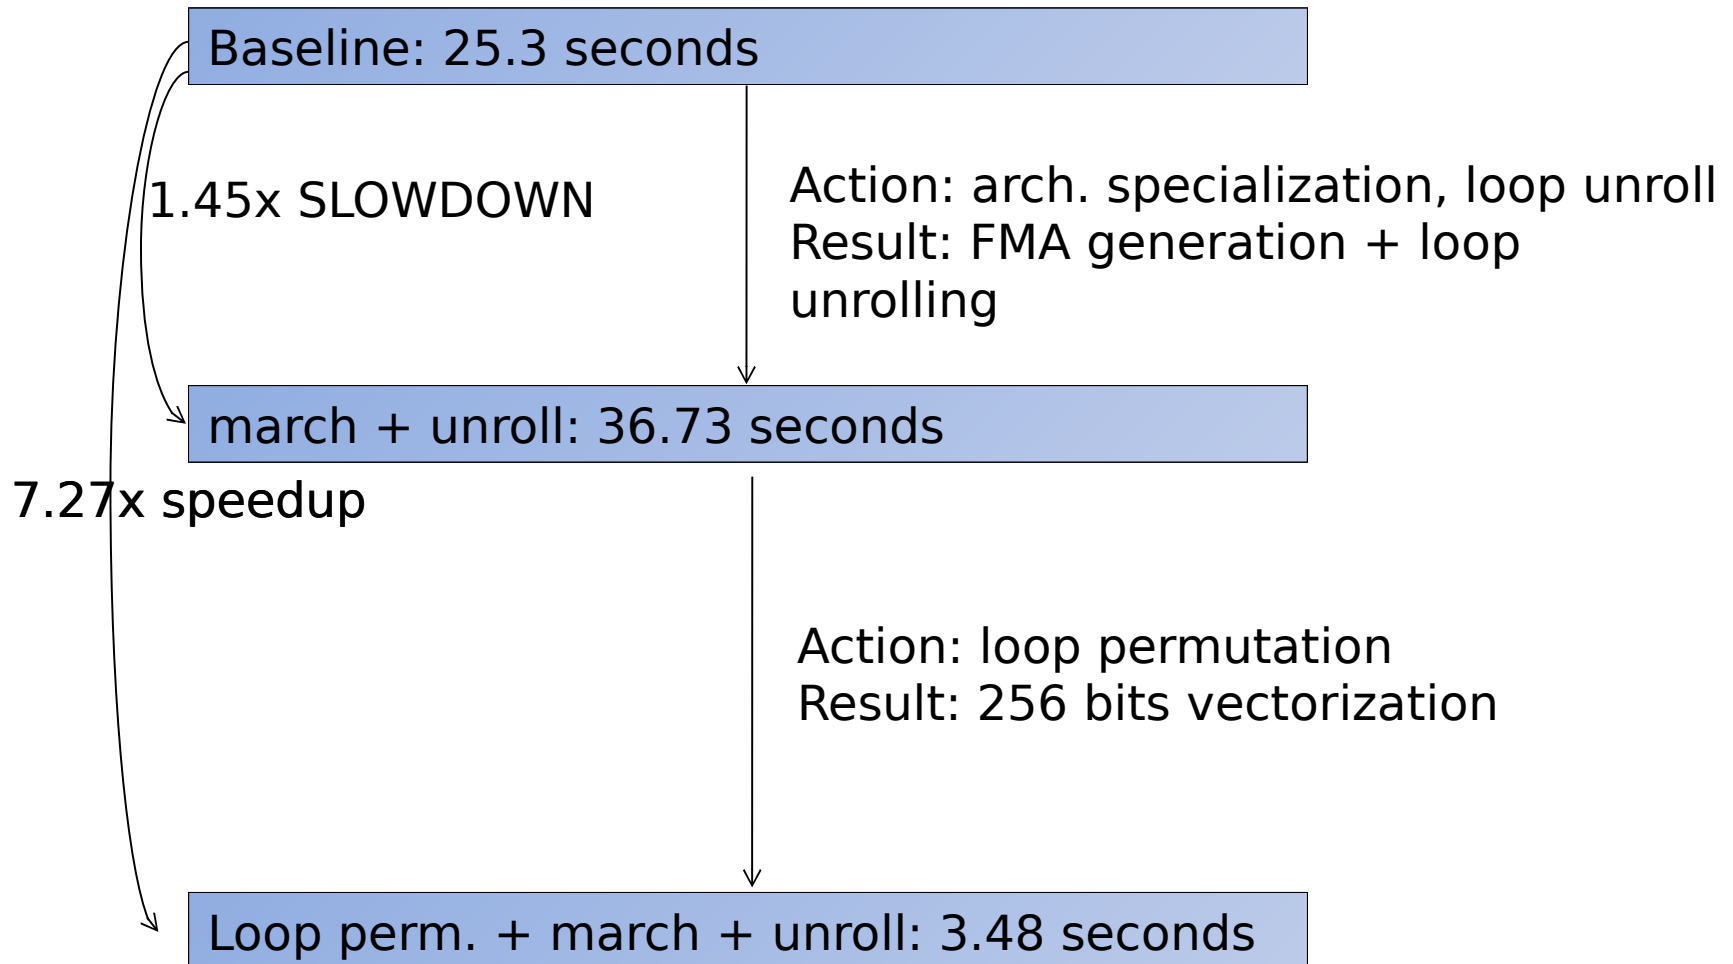 Baseline: 25.3 seconds
1.45x SLOWDOWN
Action: arch. specialization, loop unroll
Result: FMA generation + loop
unrolling
march + unroll: 36.73 seconds
7.27x speedup
Action: loop permutation
Result: 256 bits vectorization
Loop perm. + march + unroll: 3.48 seconds